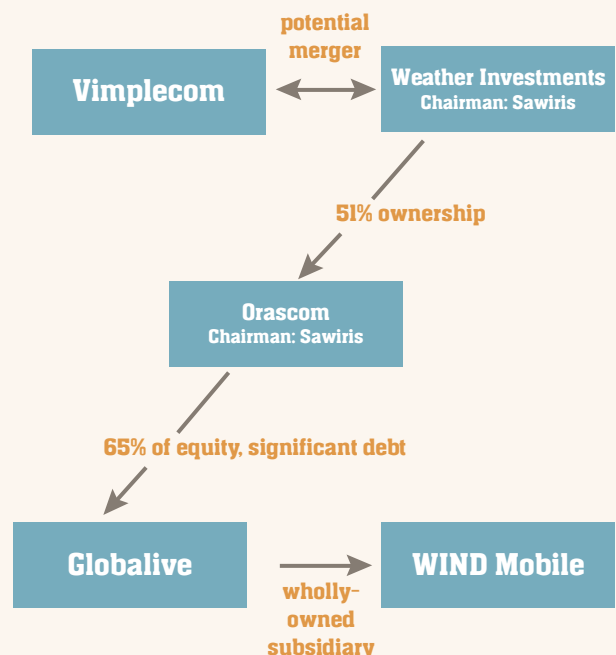 potential
merger
Vimplecom
Weather Investments
Chairman: Sawiris
51% ownership
Orascom
Chairman: Sawiris
65% of equity, significant debt
Globalive
WIND Mobile
wholly-
owned
subsidiary